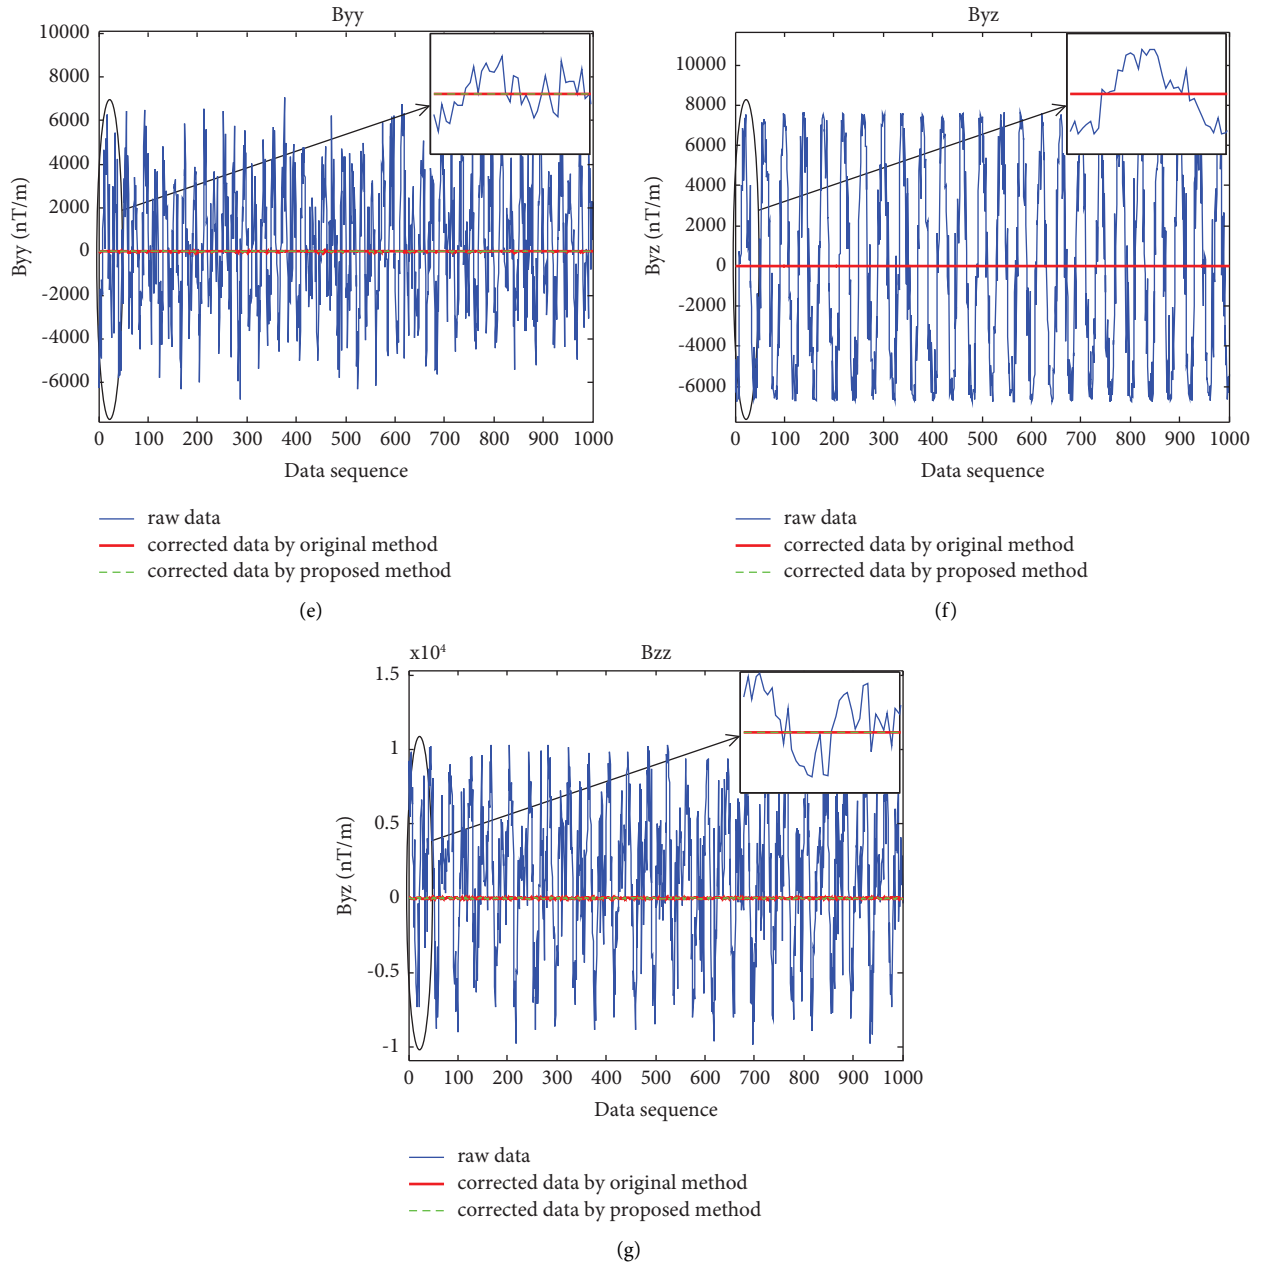 Byy
10000
8000
6000
4000
2000
0
-2000
-4000
-6000
Byy (nT/m)
0 100 200 300 400 500 600 700 800 900 1000
Data sequence
raw data
corrected data by original method
corrected data by proposed method
(e)
Byz
10000
8000
6000
4000
2000
0
-2000
-4000
-6000
Byz (nT/m)
0 100 200 300 400 500 600 700 800 900 1000
Data sequence
raw data
corrected data by original method
corrected data by proposed method
(f)
x10⁴
Bzz
1.5
1
0.5
0
-0.5
-1
Byz (nT/m)
0 100 200 300 400 500 600 700 800 900 1000
Data sequence
raw data
corrected data by original method
corrected data by proposed method
(g)